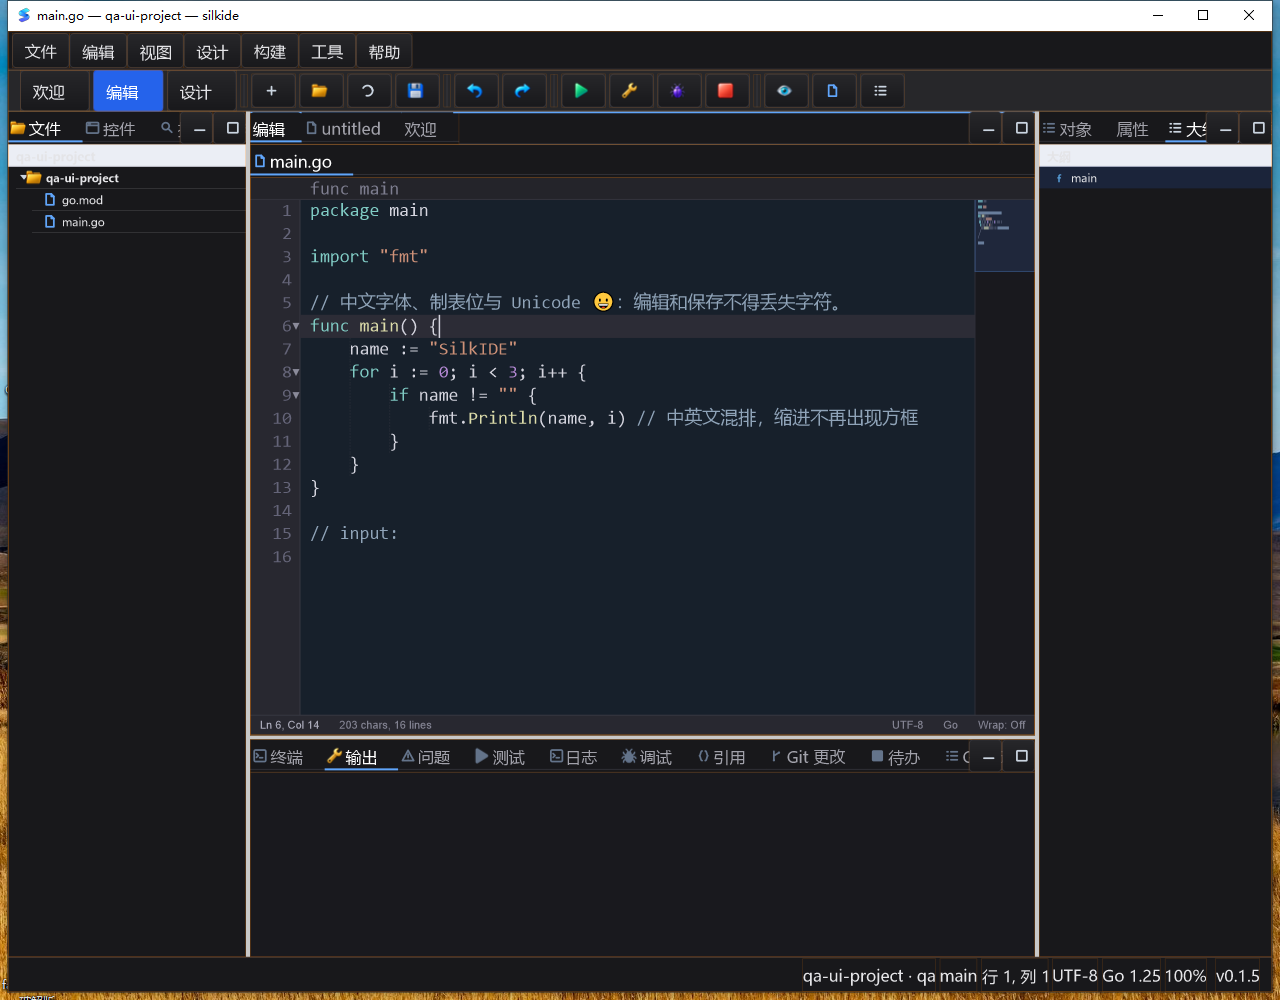 main.go — qa-ui-project — silkide
文件 编辑 视图 设计 构建 工具 帮助
欢迎 编辑 设计
文件 控件
qa-ui-project
qa-ui-project
go.mod
main.go
编辑 untitled 欢迎
main.go
func main
1 package main
2
3 import "fmt"
4
5 // 中文字体、制表位与 Unicode 😀：编辑和保存不得丢失字符。
6 func main() {
7 name := "SilkIDE"
8 for i := 0; i < 3; i++ {
9 if name != "" {
10 fmt.Println(name, i) // 中英文混排，缩进不再出现方框
11 }
12 }
13 }
14
15 // input:
16
Ln 6, Col 14 203 chars, 16 lines UTF-8 Go Wrap: Off
终端 输出 问题 测试 日志 调试 引用 Git 更改 待办
对象 属性 大纲
大纲
main
qa-ui-project · qa main 行 1, 列 1 UTF-8 Go 1.25 100% v0.1.5